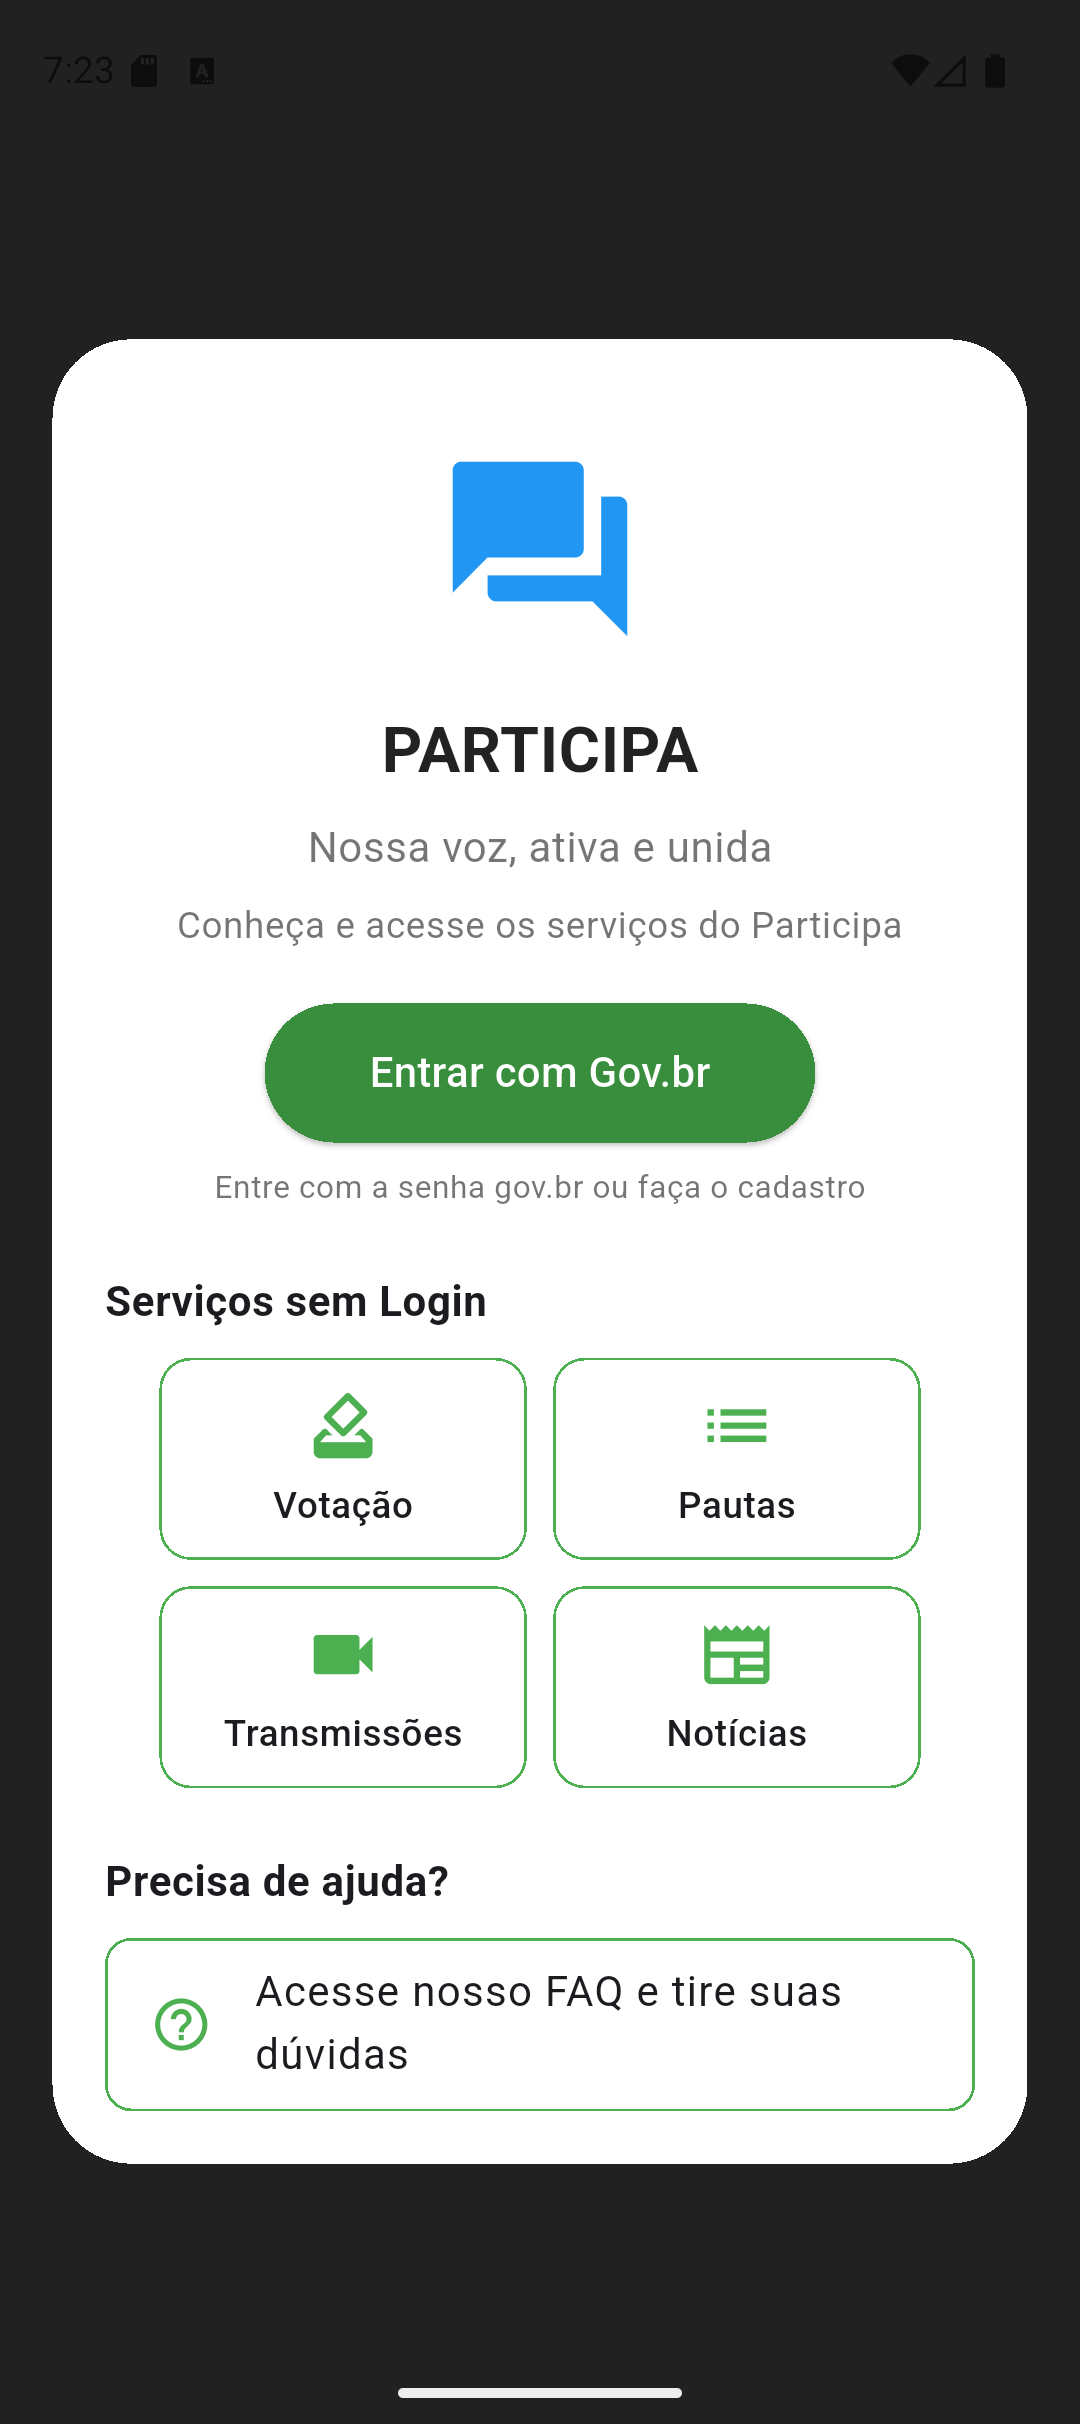 7:23
PARTICIPA
Nossa voz, ativa e unida
Conheça e acesse os serviços do Participa
Entrar com Gov.br
Entre com a senha gov.br ou faça o cadastro
Serviços sem Login
Votação
Pautas
Transmissões
Notícias
Precisa de ajuda?
Acesse nosso FAQ e tire suas
dúvidas